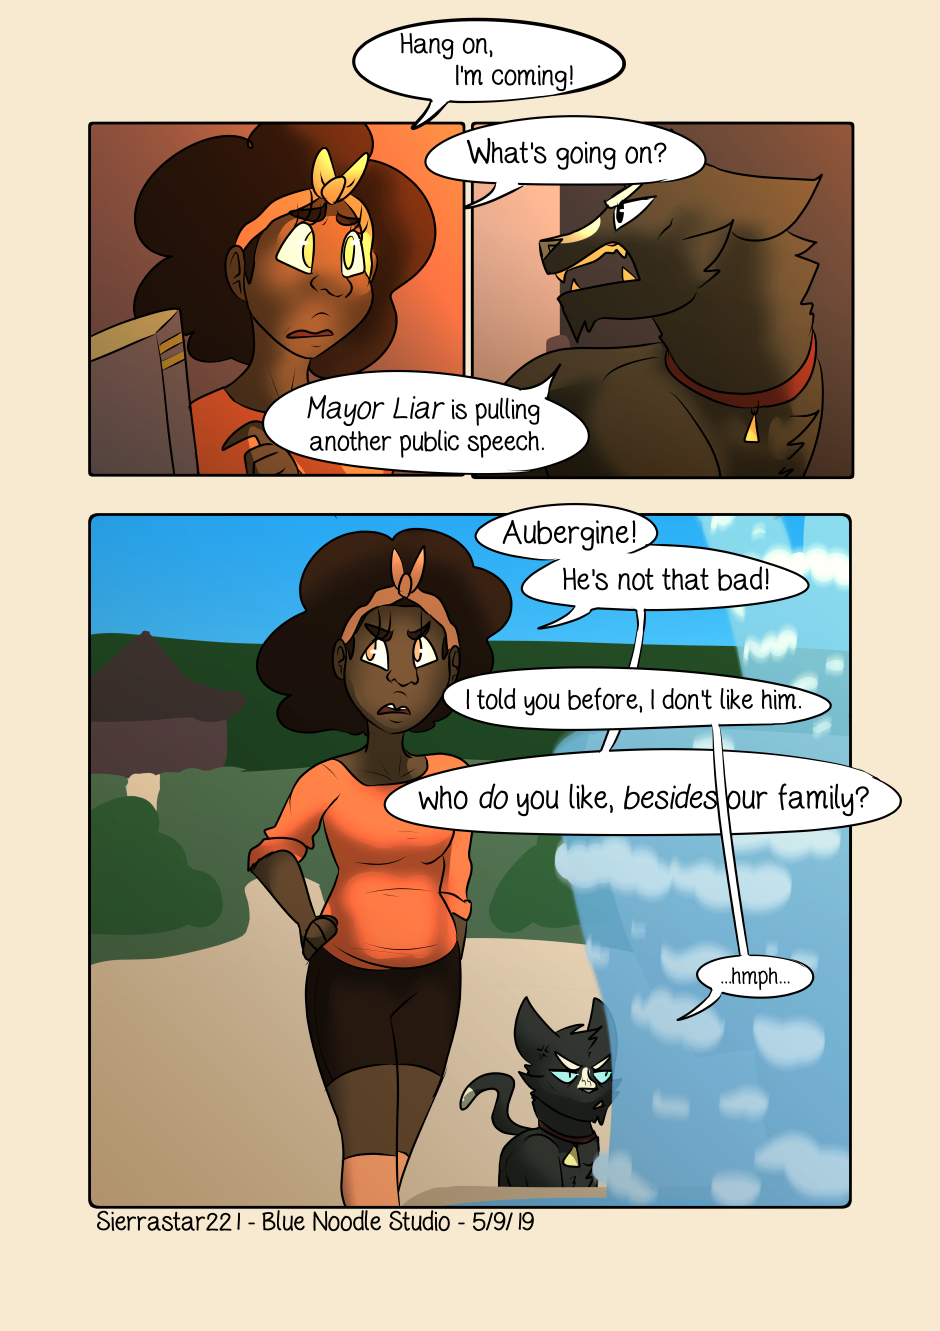 Hang on,
I'm coming!
What's going on?
Mayor Liar is pulling
another public speech.
Aubergine!
He's not that bad!
I told you before, I don't like him.
who do you like, besides our family?
...hmph...
Sierrastar221 - Blue Noodle Studio - 5/9/19